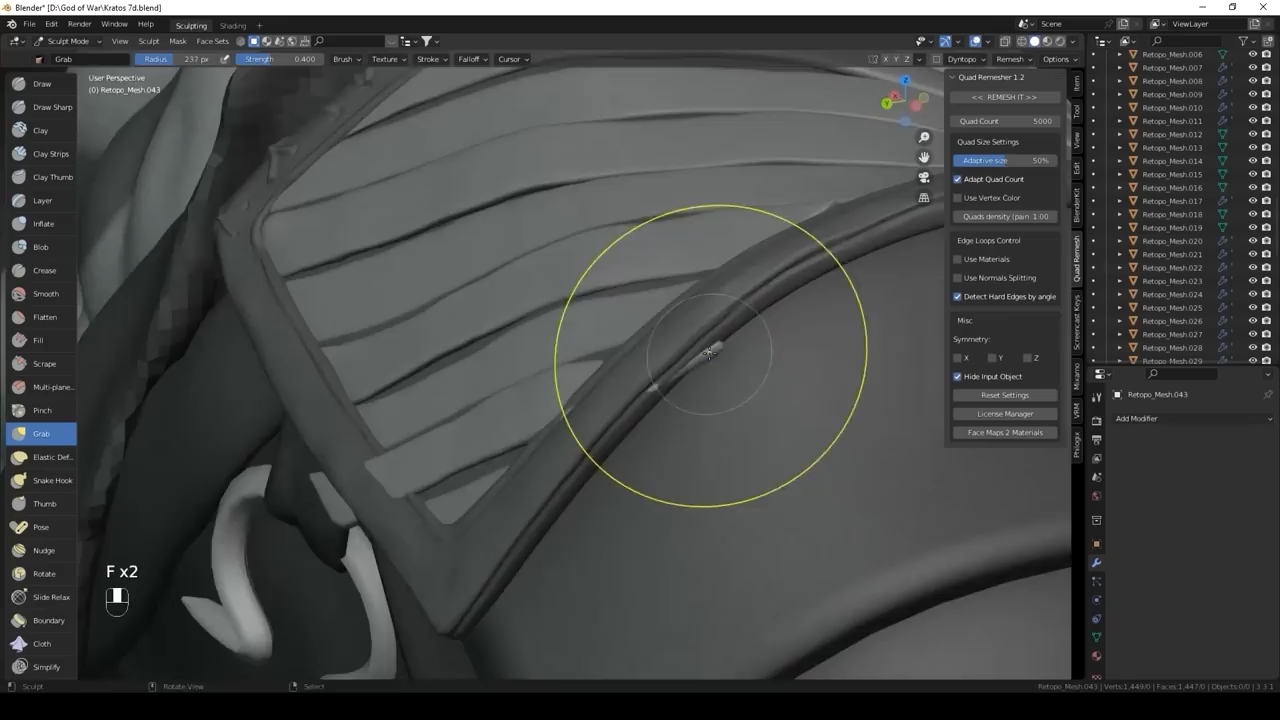 Blender* [D:\God of War\Kratos 7d.blend]
File Edit Render Window Help Sculpting Shading Scene ViewLayer
Sculpt Mode View Sculpt Mask Face Sets
Grab Radius 237 px Strength 0.400 Brush Texture Stroke Falloff Cursor X Y Z Dyntopo Remesh Options
User Perspective
(0) Retopo_Mesh.043
Draw
Draw Sharp
Clay
Clay Strips
Clay Thumb
Layer
Inflate
Blob
Crease
Smooth
Flatten
Fill
Scrape
Multi-plane...
Pinch
Grab
Elastic Def...
Snake Hook
Thumb
Pose
Nudge
Rotate
Slide Relax
Boundary
Cloth
Simplify
F x2
Quad Remesher 1.2
<< REMESH IT >>
Quad Count 5000
Quad Size Settings
Adaptive size 50%
Adapt Quad Count
Use Vertex Color
Quads density (pain 1.00
Edge Loops Control
Use Materials
Use Normals Splitting
Detect Hard Edges by angle
Misc
Symmetry:
X Y Z
Hide Input Object
Reset Settings
License Manager
Face Maps 2 Materials
Item
Tool
View
Edit
BlenderKit
Quad Remesh
Screencast Keys
Mixamo
VRM
Philogix
Retopo_Mesh.006
Retopo_Mesh.007
Retopo_Mesh.008
Retopo_Mesh.009
Retopo_Mesh.010
Retopo_Mesh.011
Retopo_Mesh.012
Retopo_Mesh.013
Retopo_Mesh.014
Retopo_Mesh.015
Retopo_Mesh.016
Retopo_Mesh.017
Retopo_Mesh.018
Retopo_Mesh.019
Retopo_Mesh.020
Retopo_Mesh.021
Retopo_Mesh.022
Retopo_Mesh.023
Retopo_Mesh.024
Retopo_Mesh.025
Retopo_Mesh.026
Retopo_Mesh.027
Retopo_Mesh.028
Retopo_Mesh.029
Retopo_Mesh.043
Add Modifier
Sculpt Rotate View Select Retopo_Mesh.043 | Verts:1,449/0 | Faces:1,447/0 | Objects:0/0 | 3.3.1